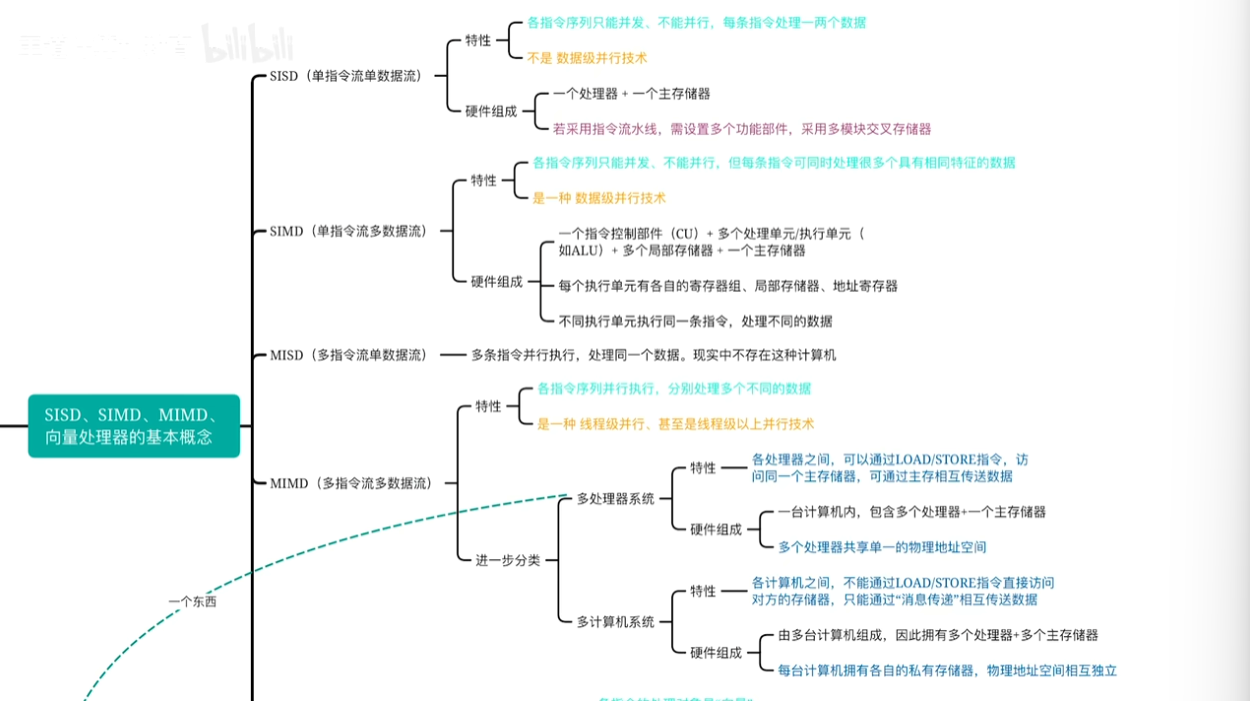 bilibili
各指令序列只能并发、不能并行，每条指令处理一两个数据
特性
不是 数据级并行技术
SISD（单指令流单数据流）
一个处理器 + 一个主存储器
硬件组成
若采用指令流水线，需设置多个功能部件，采用多模块交叉存储器
各指令序列只能并发、不能并行，但每条指令可同时处理很多个具有相同特征的数据
特性
是一种 数据级并行技术
SIMD（单指令流多数据流）
一个指令控制部件（CU）+ 多个处理单元/执行单元（
如ALU）+ 多个局部存储器 + 一个主存储器
硬件组成
每个执行单元有各自的寄存器组、局部存储器、地址寄存器
不同执行单元执行同一条指令，处理不同的数据
MISD（多指令流单数据流）
多条指令并行执行，处理同一个数据。现实中不存在这种计算机
SISD、SIMD、MIMD、
向量处理器的基本概念
各指令序列并行执行，分别处理多个不同的数据
特性
是一种 线程级并行、甚至是线程级以上并行技术
MIMD（多指令流多数据流）
各处理器之间，可以通过LOAD/STORE指令，访
问同一个主存储器，可通过主存相互传送数据
特性
多处理器系统
一台计算机内，包含多个处理器+一个主存储器
硬件组成
多个处理器共享单一的物理地址空间
进一步分类
各计算机之间，不能通过LOAD/STORE指令直接访问
对方的存储器，只能通过“消息传递”相互传送数据
特性
多计算机系统
由多台计算机组成，因此拥有多个处理器+多个主存储器
硬件组成
每台计算机拥有各自的私有存储器，物理地址空间相互独立
一个东西